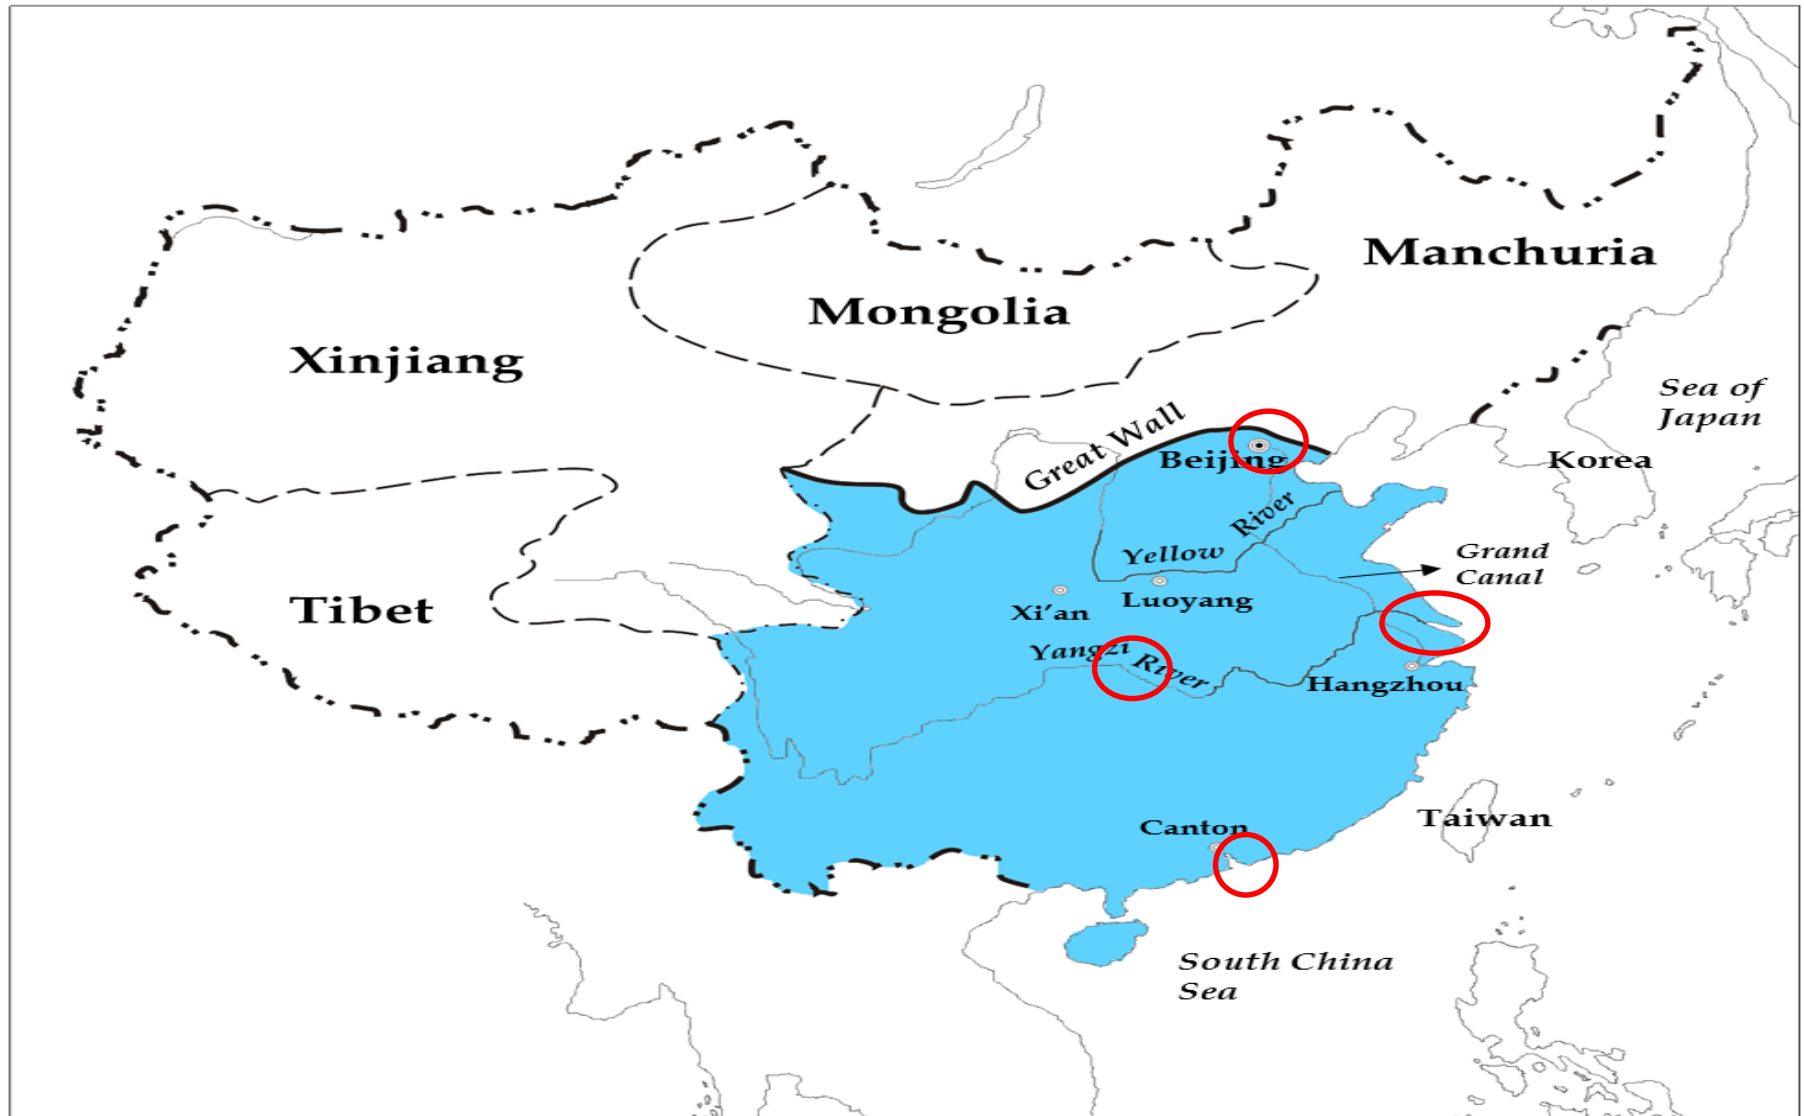 Manchuria
Mongolia
Xinjiang
Sea of
Japan
Great Wall
Beijing
Korea
River
Yellow
Grand
Canal
Luoyang
Xi’an
Tibet
Yangzi
River
Hangzhou
Taiwan
Canton
South China
Sea